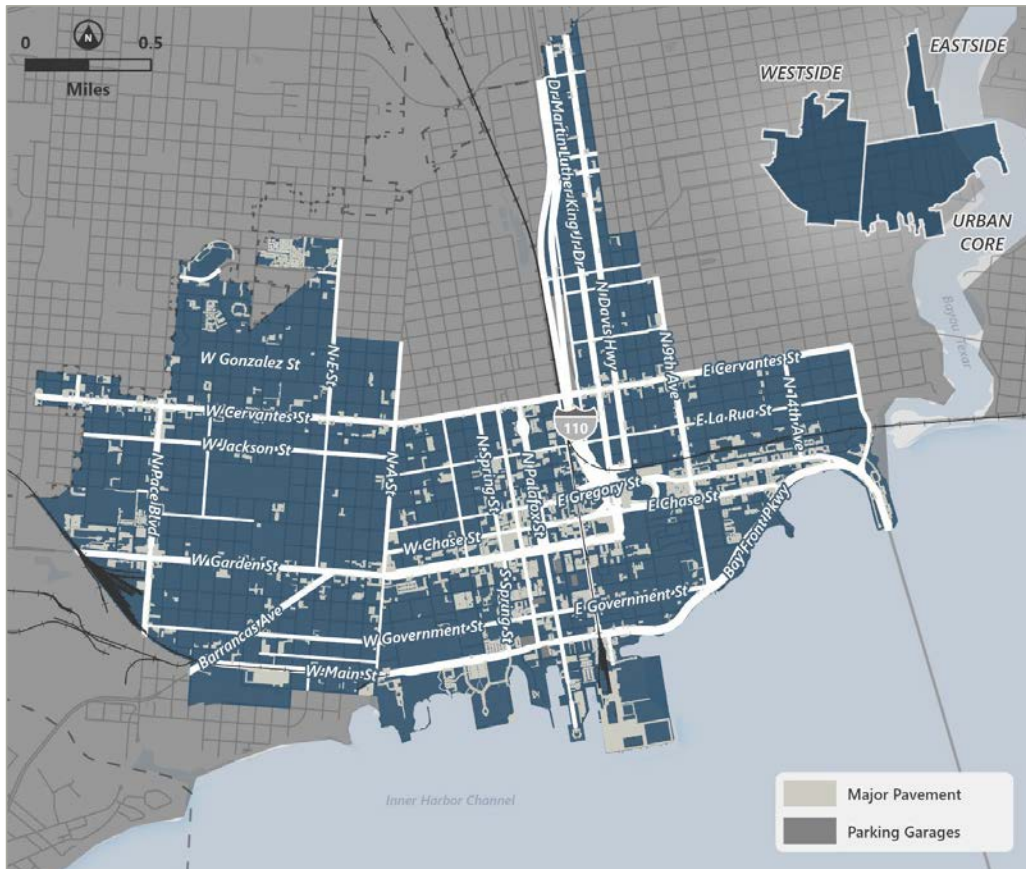 N
0 0.5
Miles
WESTSIDE
EASTSIDE
URBAN
CORE
Bayou Texar
Dr Martin Luther King Jr Dr
N Davis Hwy
N 9th Ave
E Cervantes St
N 14th Ave
E La Rua St
110
W Gonzalez St
N E St
W Cervantes St
W Jackson St
N Pace Blvd
N A St
N Spring St
N Palafox St
E Gregory St
E Chase St
W Chase St
W Garden St
Bay Front Pkwy
S Spring St
E Government St
Barrancas Ave
W Government St
W Main St
Inner Harbor Channel
Major Pavement
Parking Garages